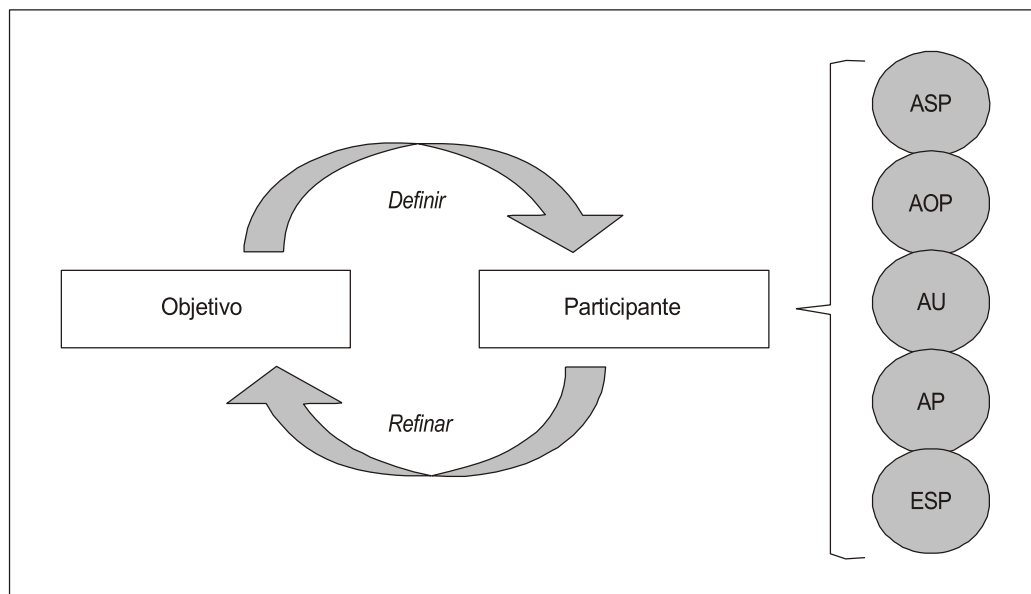 Definir
Objetivo
Participante
Refinar
ASP
AOP
AU
AP
ESP